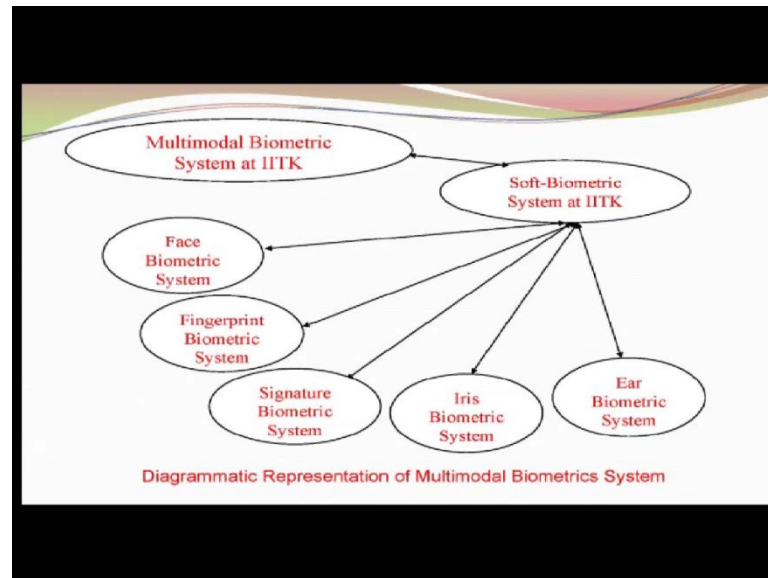 Multimodal Biometric
System at IITK
Soft-Biometric
System at IITK
Face
Biometric
System
Fingerprint
Biometric
System
Signature
Biometric
System
Iris
Biometric
System
Ear
Biometric
System
Diagrammatic Representation of Multimodal Biometrics System